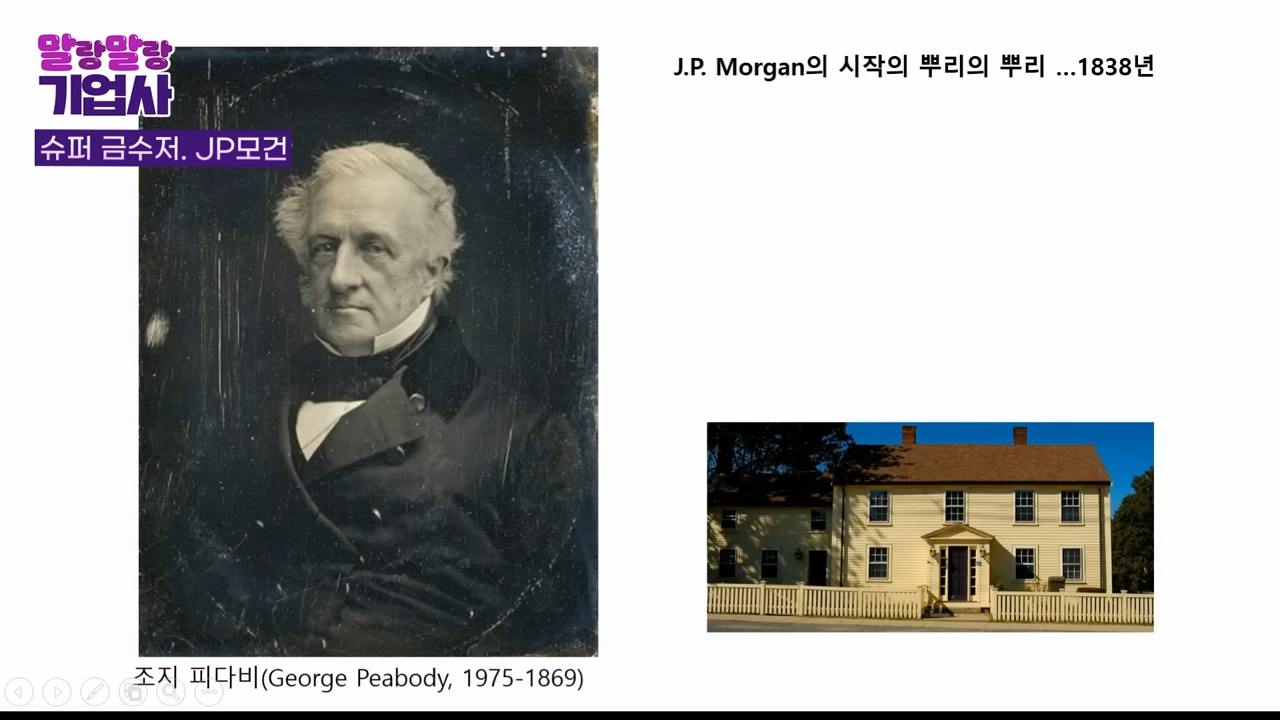 말랑말랑
기업사
슈퍼 금수저. JP모건
J.P. Morgan의 시작의 뿌리의 뿌리 ...1838년
조지 피다비(George Peabody, 1975-1869)